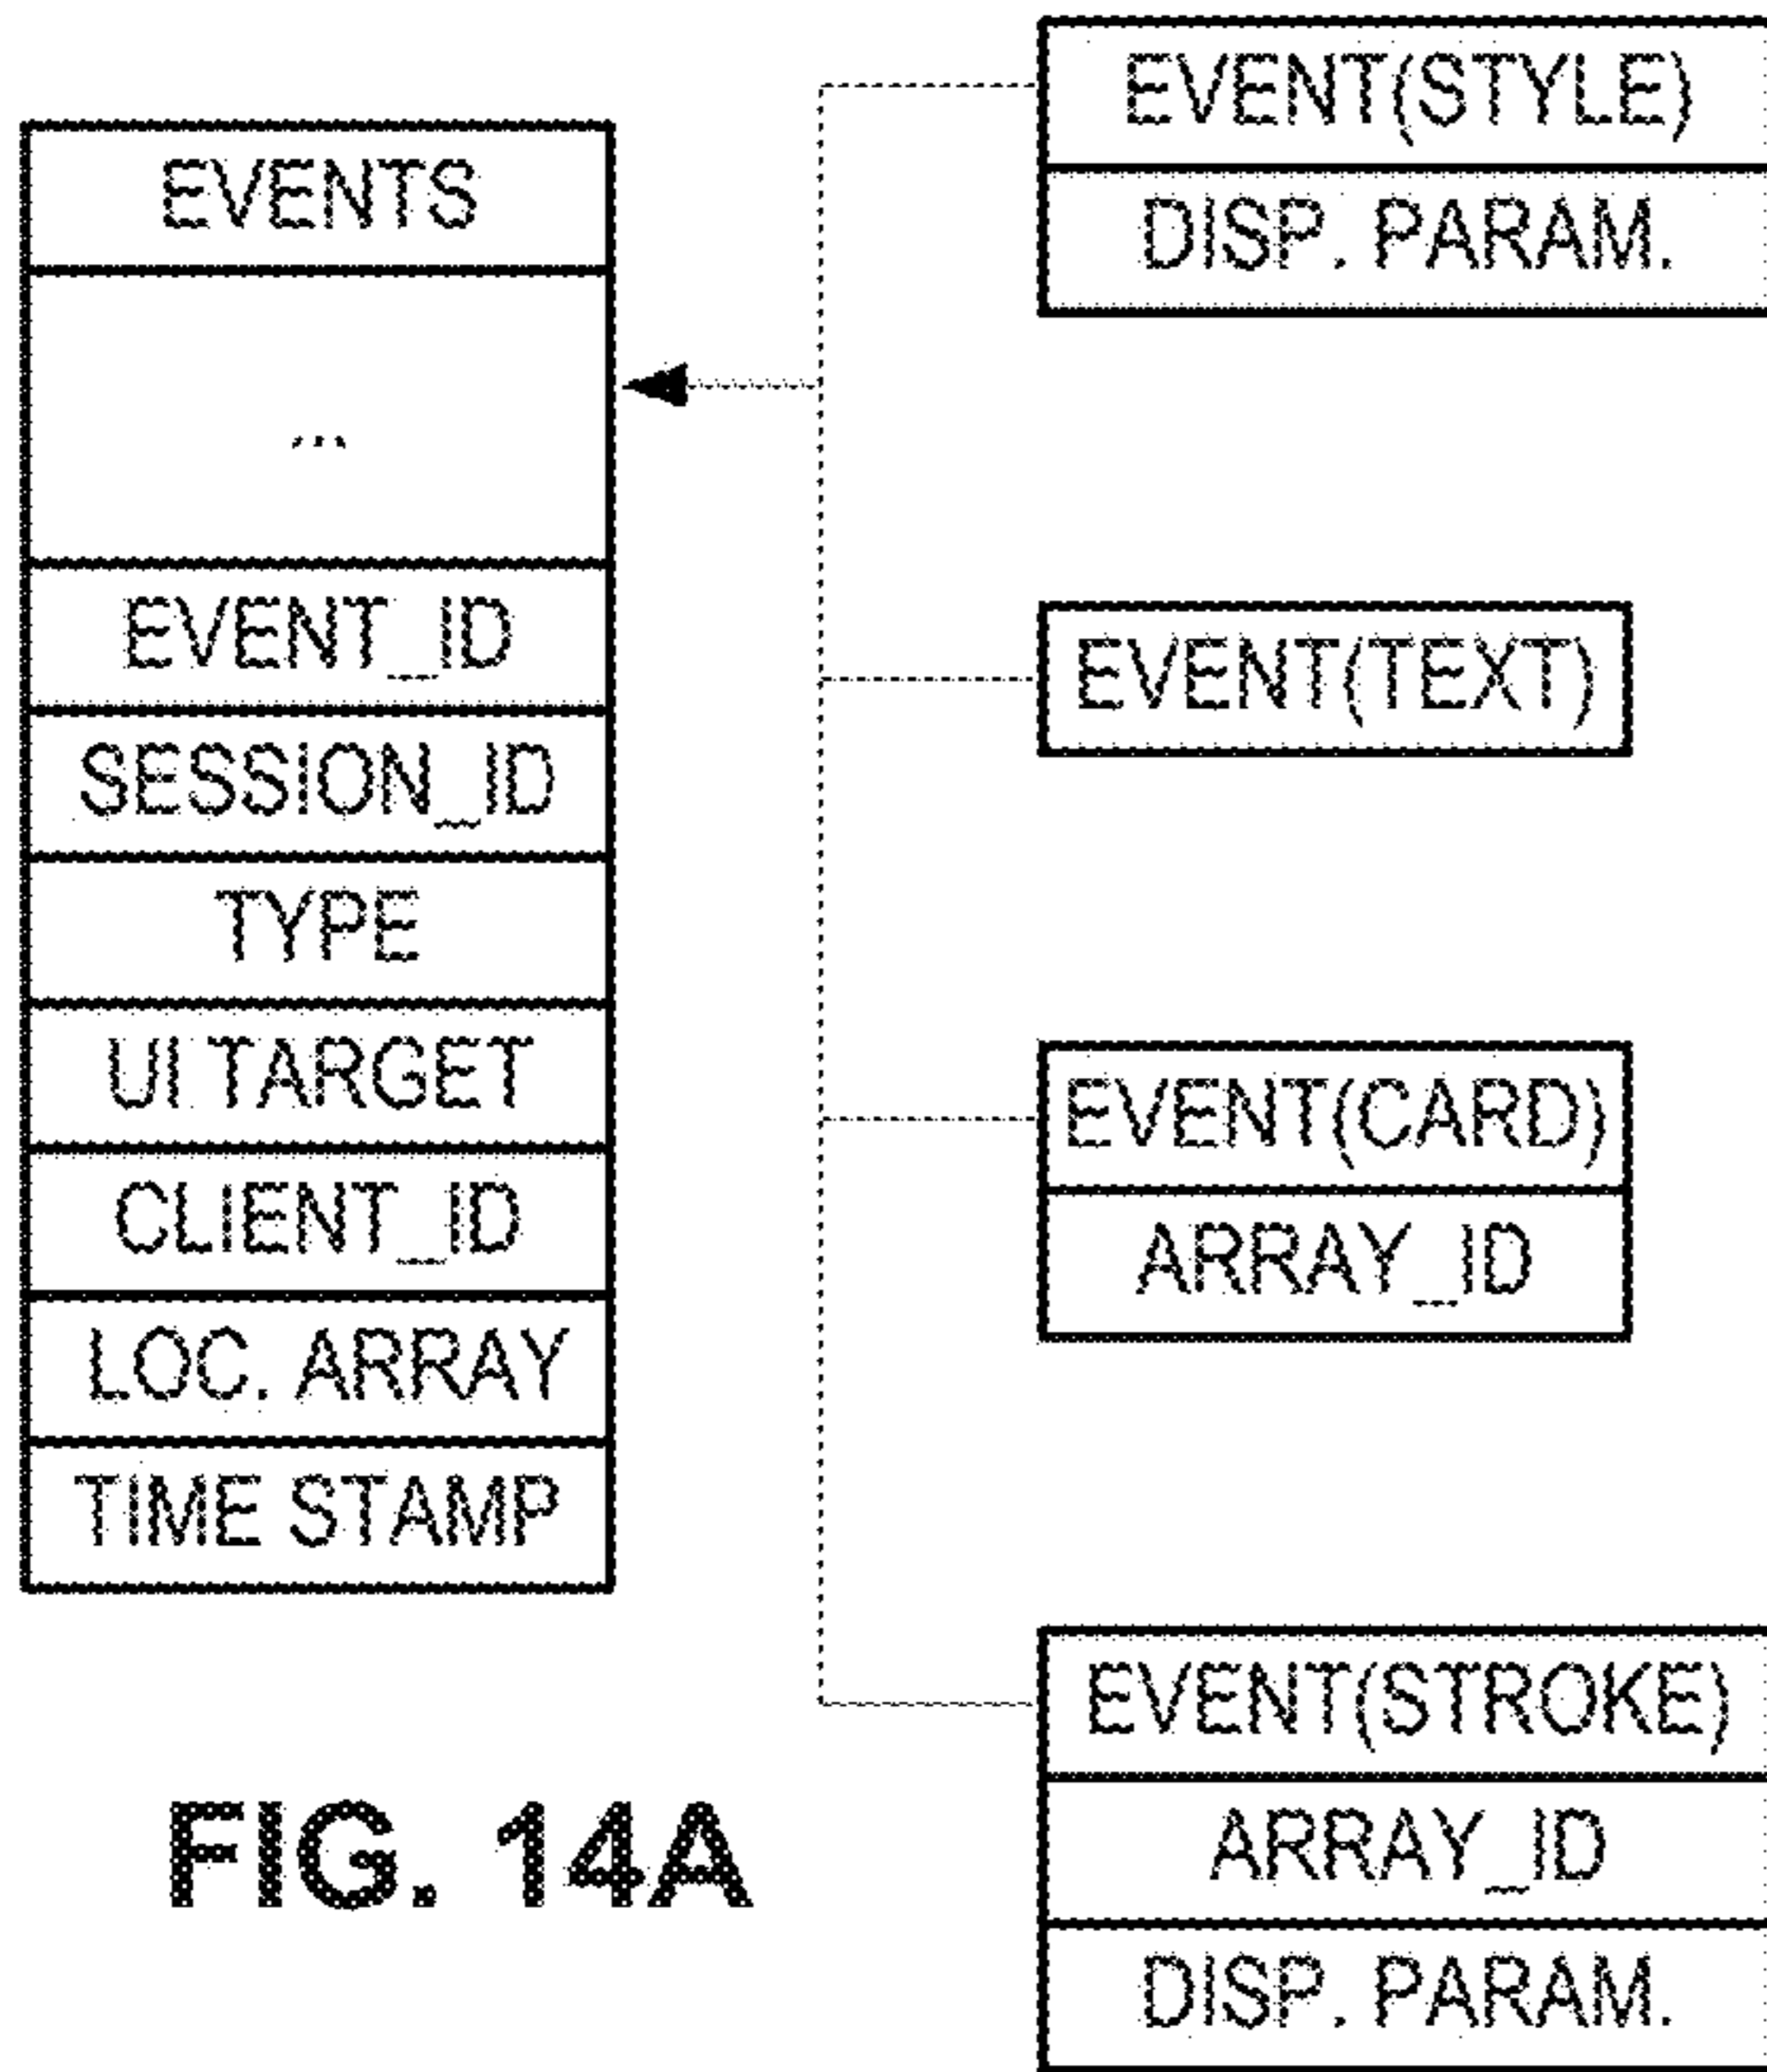 EVENTS
...
EVENT_ID
SESSION_ID
TYPE
UI TARGET
CLIENT_ID
LOC. ARRAY
TIME STAMP
EVENT(STYLE)
DISP. PARAM.
EVENT(TEXT)
EVENT(CARD)
ARRAY_ID
EVENT(STROKE)
ARRAY_ID
DISP. PARAM.
FIG. 14A